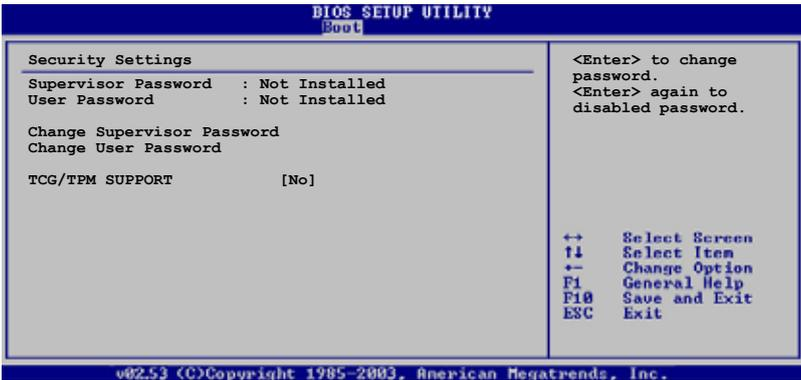 BIOS SETUP UTILITY
Boot
Security Settings
Supervisor Password : Not Installed
User Password : Not Installed
Change Supervisor Password
Change User Password
TCG/TPM SUPPORT [No]
<Enter> to change
password.
<Enter> again to
disabled password.
↔ Select Screen
↑↓ Select Item
+- Change Option
F1 General Help
F10 Save and Exit
ESC Exit
v02.53 (C)Copyright 1985-2003, American Megatrends, Inc.